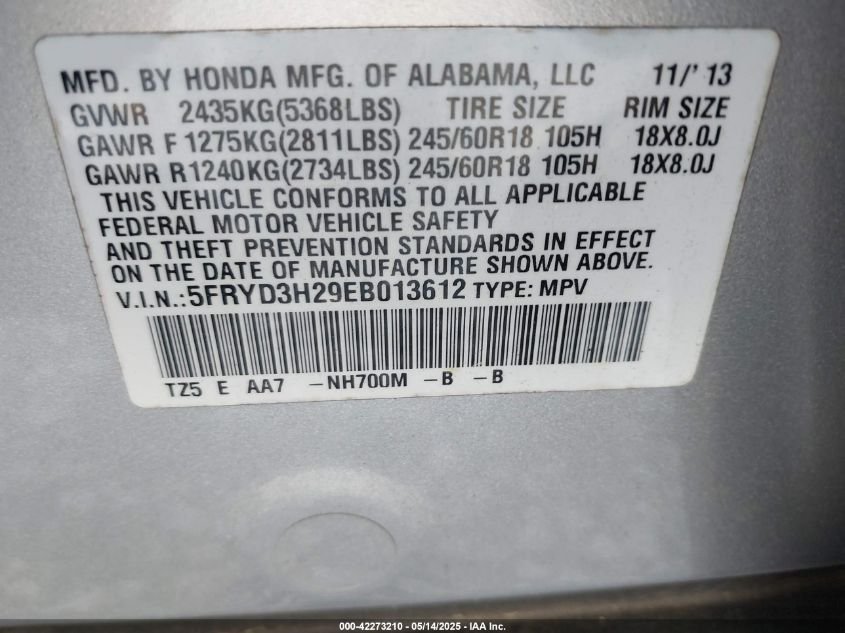 MFD. BY HONDA MFG. OF ALABAMA, LLC 11/' 13
GVWR 2435KG(5368LBS) TIRE SIZE RIM SIZE
GAWR F 1275KG(2811LBS) 245/60R18 105H 18X8.0J
GAWR R1240KG(2734LBS) 245/60R18 105H 18X8.0J
THIS VEHICLE CONFORMS TO ALL APPLICABLE
FEDERAL MOTOR VEHICLE SAFETY
AND THEFT PREVENTION STANDARDS IN EFFECT
ON THE DATE OF MANUFACTURE SHOWN ABOVE.
V.I.N.:5FRYD3H29EB013612 TYPE: MPV
TZ5 E AA7 -NH700M -B -B
000-42273210 - 05/14/2025 - IAA Inc.